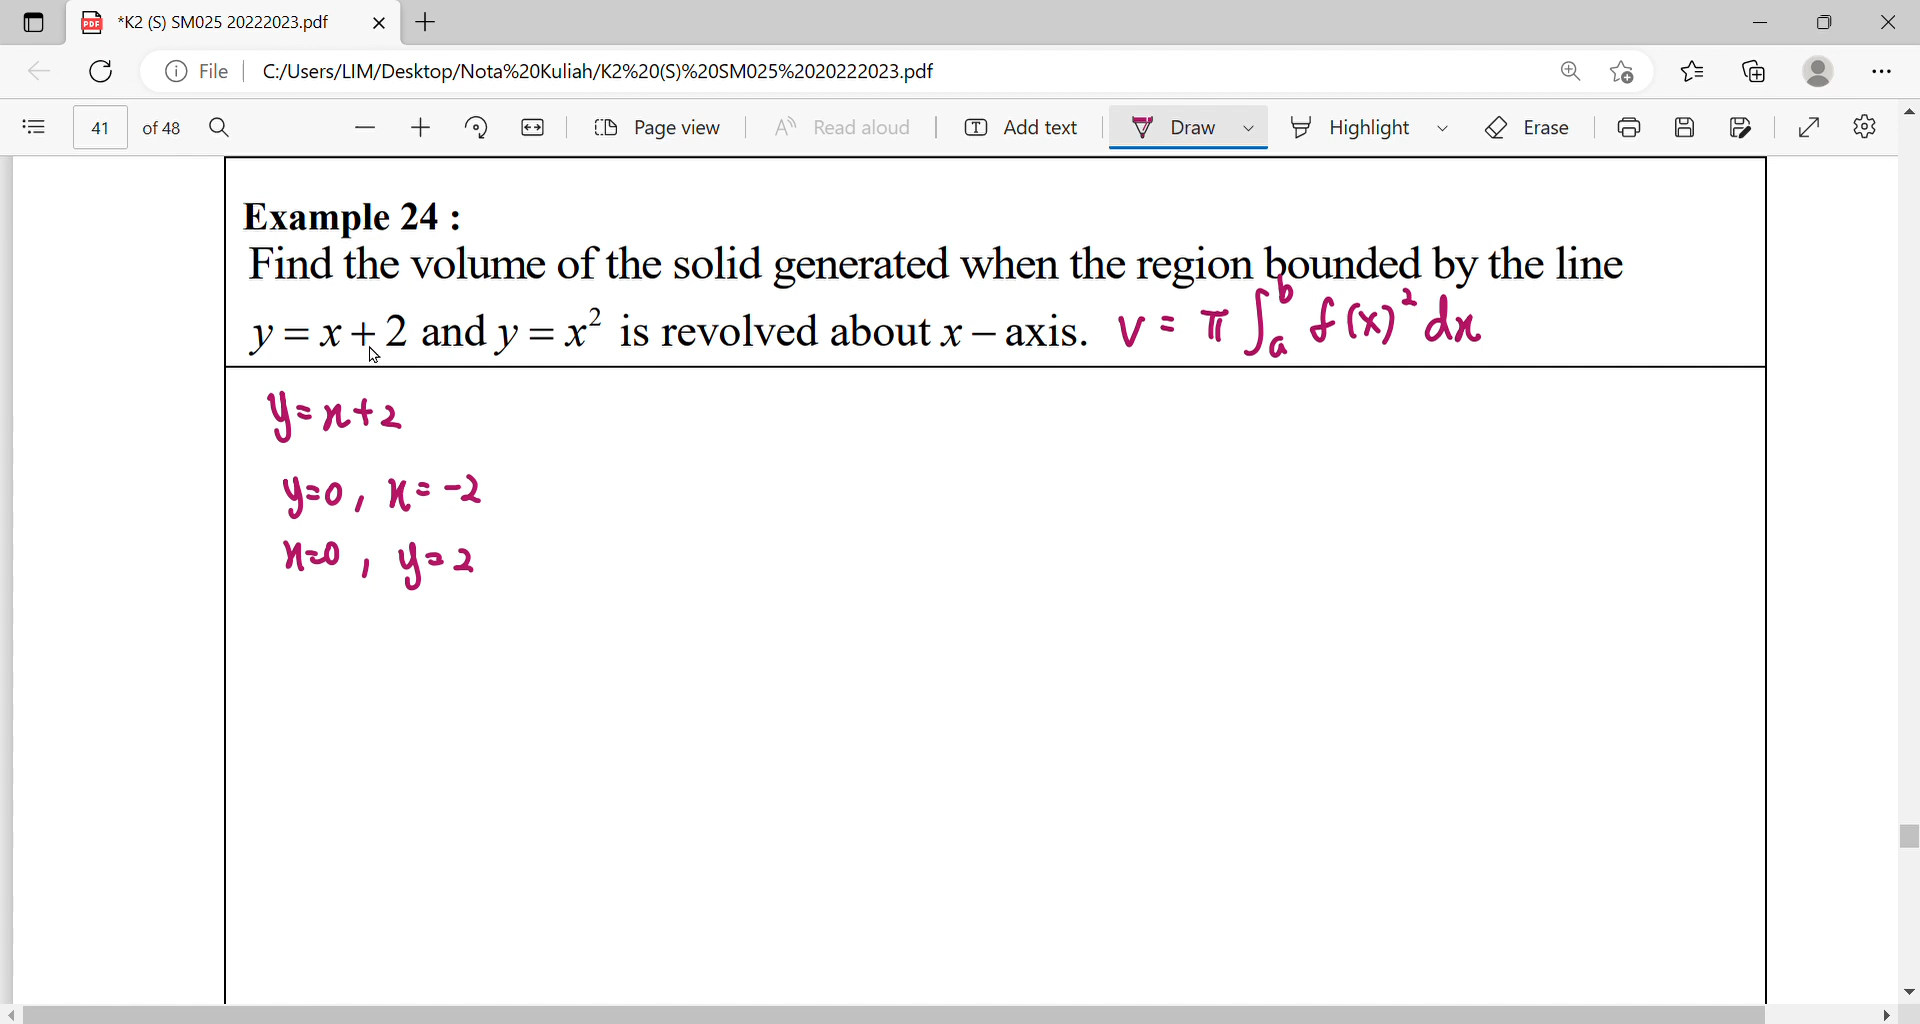 *K2 (S) SM025 20222023.pdf
File C:/Users/LIM/Desktop/Nota%20Kuliah/K2%20(S)%20SM025%2020222023.pdf
41 of 48 Page view Read aloud Add text Draw Highlight Erase
Example 24 :
Find the volume of the solid generated when the region bounded by the line
y = x + 2 and y = x² is revolved about x – axis. V = π ∫ₐᵇ f(x)² dx
y = x + 2
y=0, x = -2
x=0, y = 2